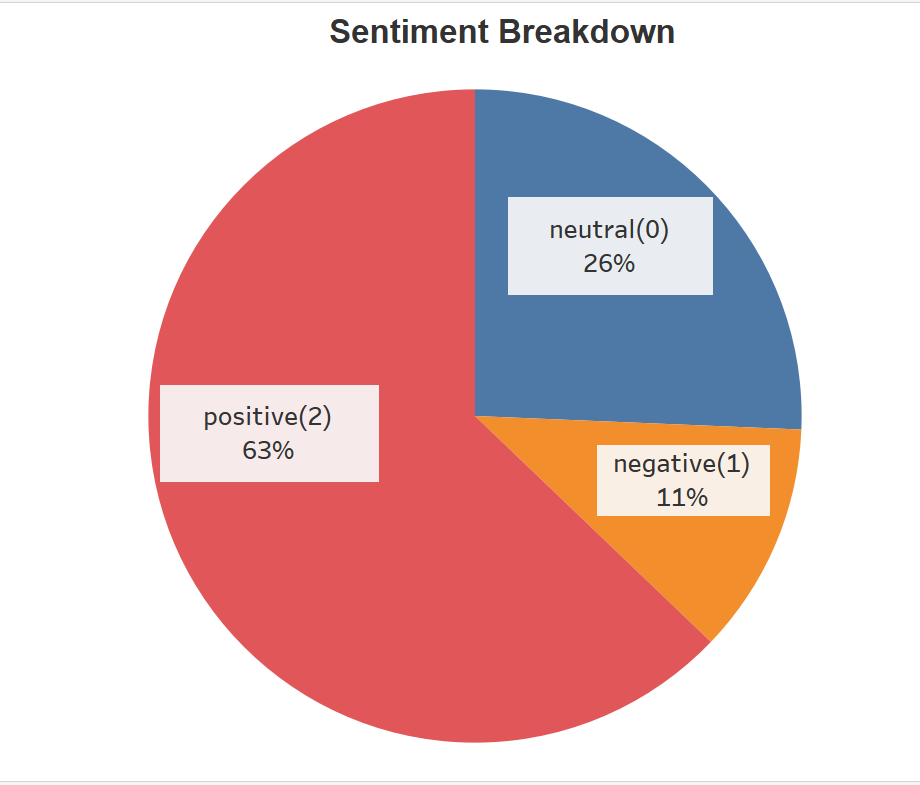 Sentiment Breakdown
neutral(0)
26%
positive(2)
63%
negative(1)
11%